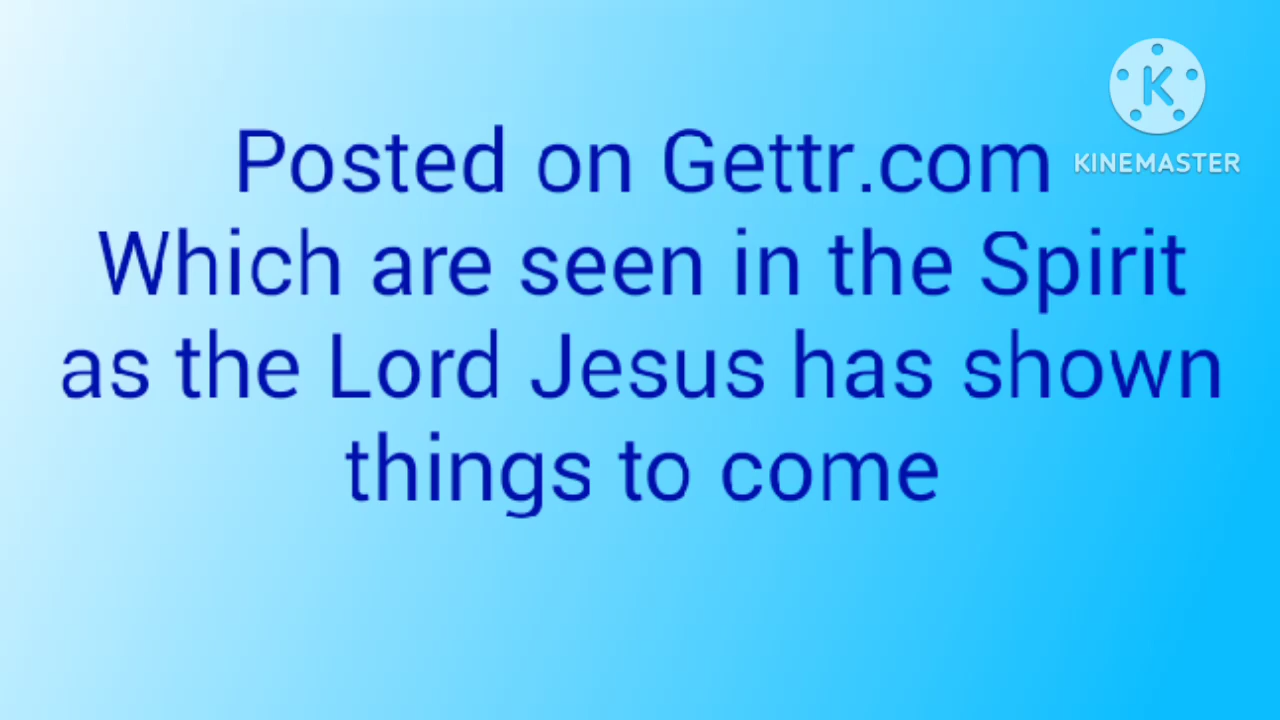 Posted on Gettr.com
Which are seen in the Spirit
as the Lord Jesus has shown
things to come
K
KINEMASTER